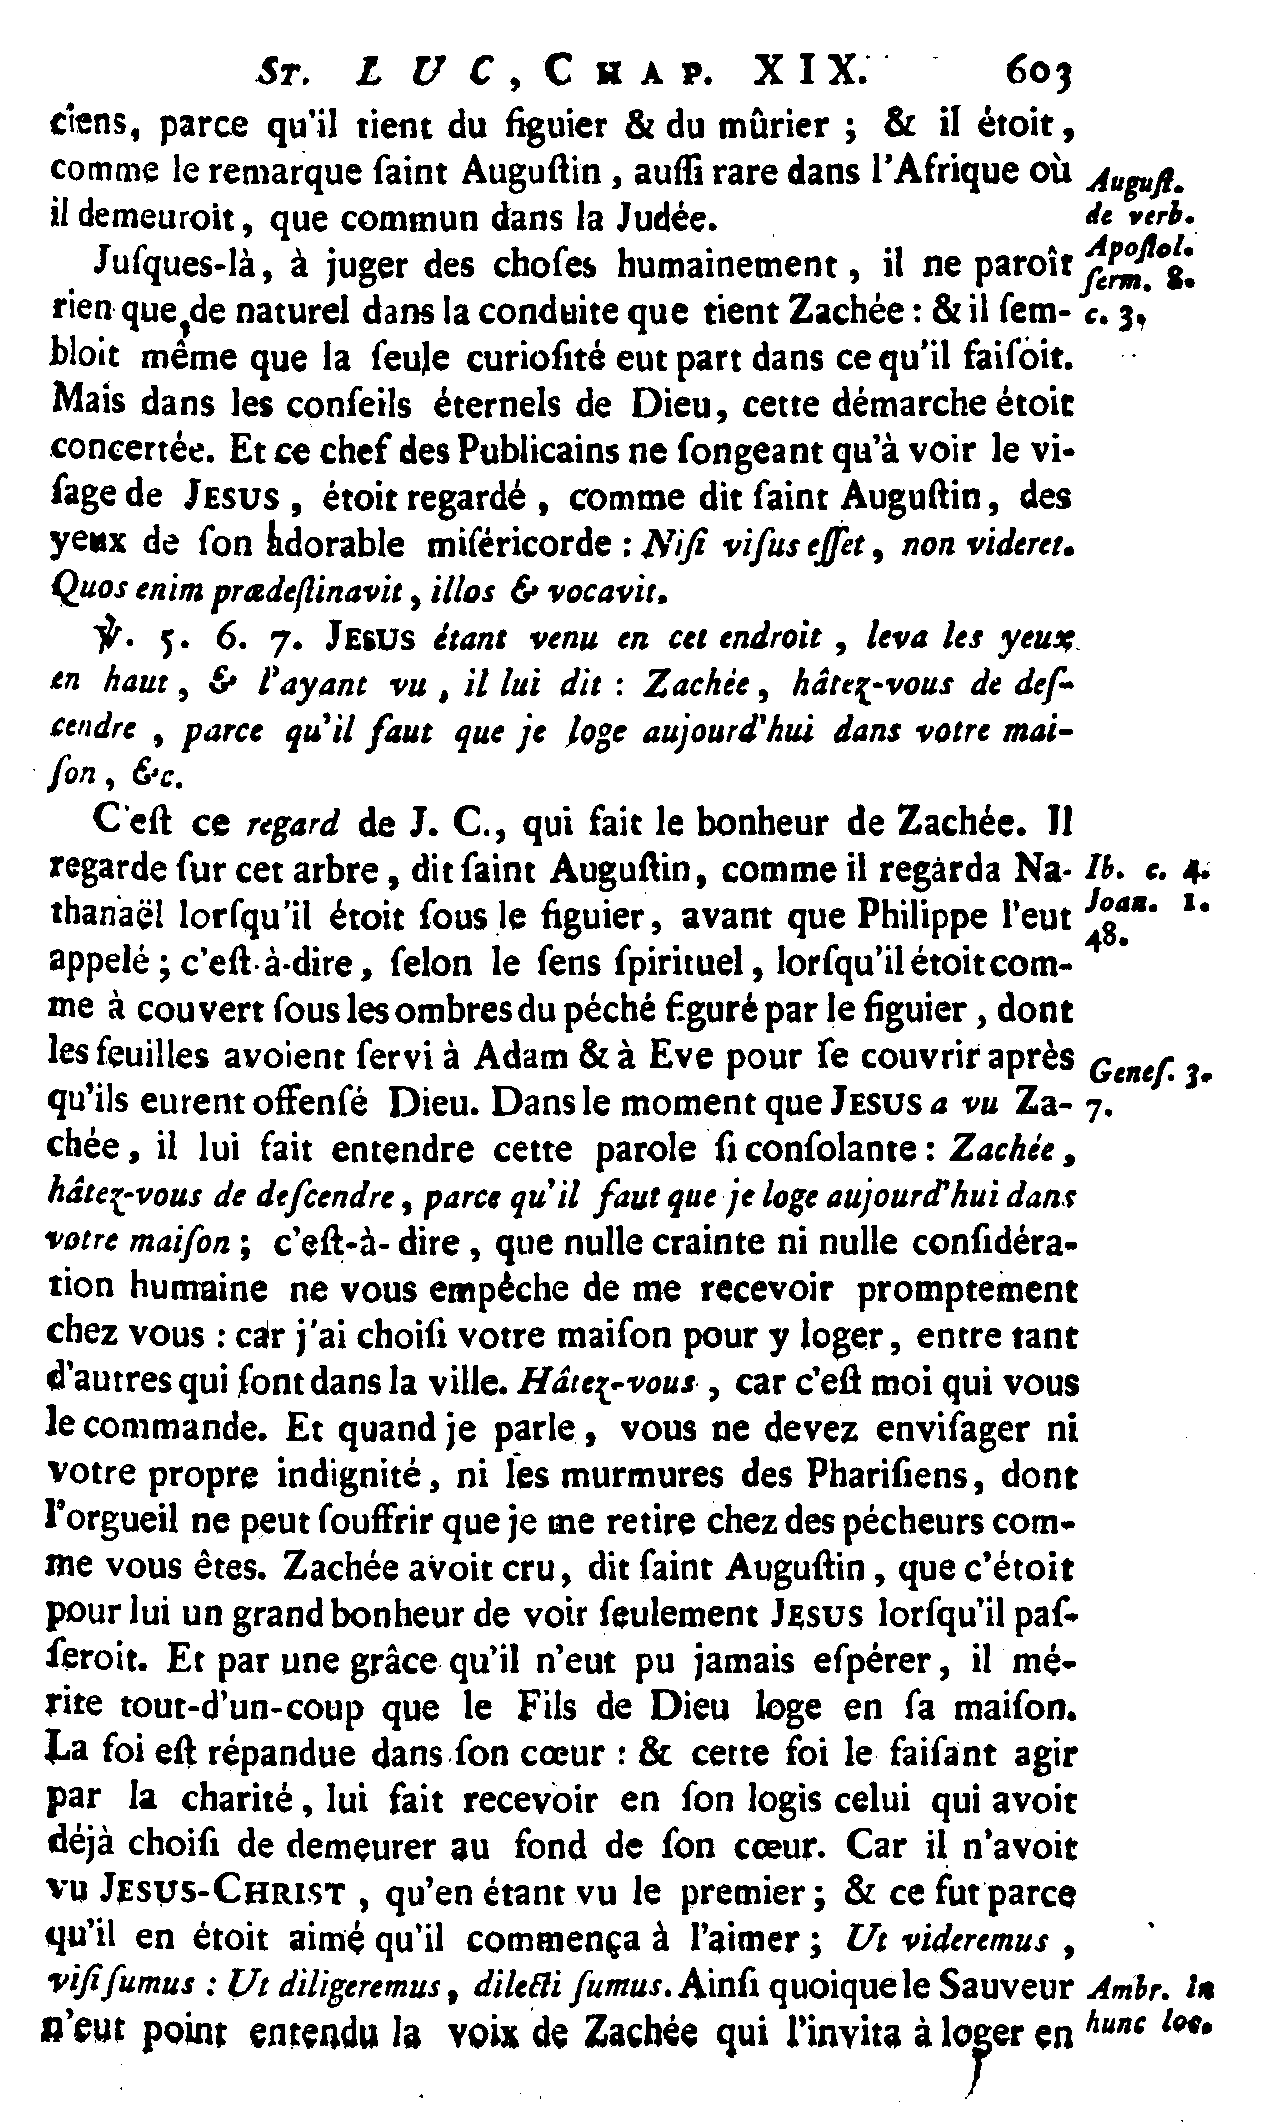 St. LUC, CHAP. XIX. 603
ciens, parce qu'il tient du figuier & du mûrier ; & il étoit,
comme le remarque ſaint Auguſtin, auſſi rare dans l'Afrique où
il demeuroit, que commun dans la Judée.
Auguſt.
de verb.
Apoſtol.
ſerm. 8.
c. 3.
Juſques-là, à juger des choſes humainement, il ne paroît
rien que de naturel dans la conduite que tient Zachée : & il ſem-
bloit même que la ſeule curioſité eut part dans ce qu'il faiſoit.
Mais dans les conſeils éternels de Dieu, cette démarche étoit
concertée. Et ce chef des Publicains ne ſongeant qu'à voir le vi-
ſage de JESUS, étoit regardé, comme dit ſaint Auguſtin, des
yeux de ſon adorable miſéricorde : Niſi viſus eſſet, non videret.
Quos enim prædeſtinavit, illos & vocavit.
℣. 5. 6. 7. JESUS étant venu en cet endroit, leva les yeux
en haut, & l'ayant vu, il lui dit : Zachée, hâtez-vous de deſ-
cendre, parce qu'il faut que je loge aujourd'hui dans votre mai-
ſon, &c.
C'eſt ce regard de J. C., qui fait le bonheur de Zachée. Il
regarde ſur cet arbre, dit ſaint Auguſtin, comme il regarda Na-
thanaël lorſqu'il étoit ſous le figuier, avant que Philippe l'eut
appelé ; c'eſt-à-dire, ſelon le ſens ſpirituel, lorſqu'il étoit com-
me à couvert ſous les ombres du péché figuré par le figuier, dont
les feuilles avoient ſervi à Adam & à Eve pour ſe couvrir après
qu'ils eurent offenſé Dieu. Dans le moment que JESUS a vu Za-
chée, il lui fait entendre cette parole ſi conſolante : Zachée,
hâtez-vous de deſcendre, parce qu'il faut que je loge aujourd'hui dans
votre maiſon ; c'eſt-à-dire, que nulle crainte ni nulle conſidéra-
tion humaine ne vous empêche de me recevoir promptement
chez vous : car j'ai choiſi votre maiſon pour y loger, entre tant
d'autres qui ſont dans la ville. Hâtez-vous, car c'eſt moi qui vous
le commande. Et quand je parle, vous ne devez enviſager ni
votre propre indignité, ni les murmures des Phariſiens, dont
l'orgueil ne peut ſouffrir que je me retire chez des pécheurs com-
me vous êtes. Zachée avoit cru, dit ſaint Auguſtin, que c'étoit
pour lui un grand bonheur de voir ſeulement JESUS lorſqu'il paſ-
ſeroit. Et par une grâce qu'il n'eut pu jamais eſpérer, il mé-
rite tout-d'un-coup que le Fils de Dieu loge en ſa maiſon.
La foi eſt répandue dans ſon cœur : & cette foi le faiſant agir
par la charité, lui fait recevoir en ſon logis celui qui avoit
déjà choiſi de demeurer au fond de ſon cœur. Car il n'avoit
vu JESUS-CHRIST, qu'en étant vu le premier ; & ce fut parce
qu'il en étoit aimé qu'il commença à l'aimer ; Ut videremus,
viſi ſumus : Ut diligeremus, dilecti ſumus. Ainſi quoique le Sauveur
n'eut point entendu la voix de Zachée qui l'invita à loger en
Ib. c. 4.
Joan. 1.
48.
Geneſ. 3.
7.
Ambr. in
hunc loc.